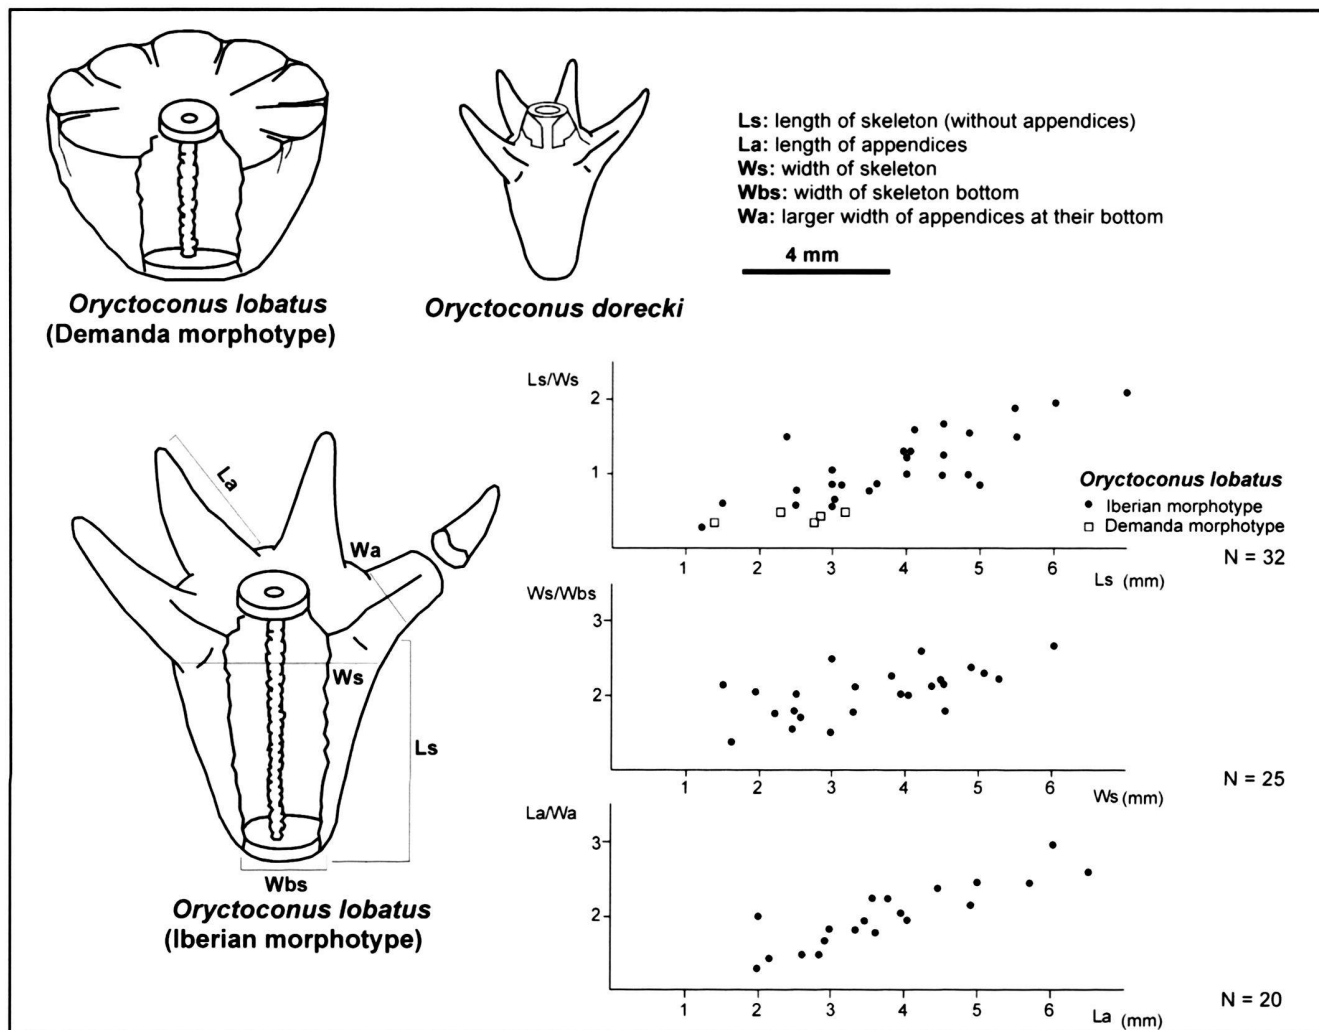 Oryctoconus lobatus
(Demanda morphotype)
Oryctoconus dorecki
Ls: length of skeleton (without appendices)
La: length of appendices
Ws: width of skeleton
Wbs: width of skeleton bottom
Wa: larger width of appendices at their bottom
4 mm
La
Wa
Ws
Ls
Wbs
Oryctoconus lobatus
(Iberian morphotype)
Ls/Ws
2
1
1 2 3 4 5 6
Ls (mm)
Oryctoconus lobatus
Iberian morphotype
Demanda morphotype
N = 32
Ws/Wbs
3
2
1 2 3 4 5 6
Ws (mm)
N = 25
La/Wa
3
2
1 2 3 4 5 6
La (mm)
N = 20